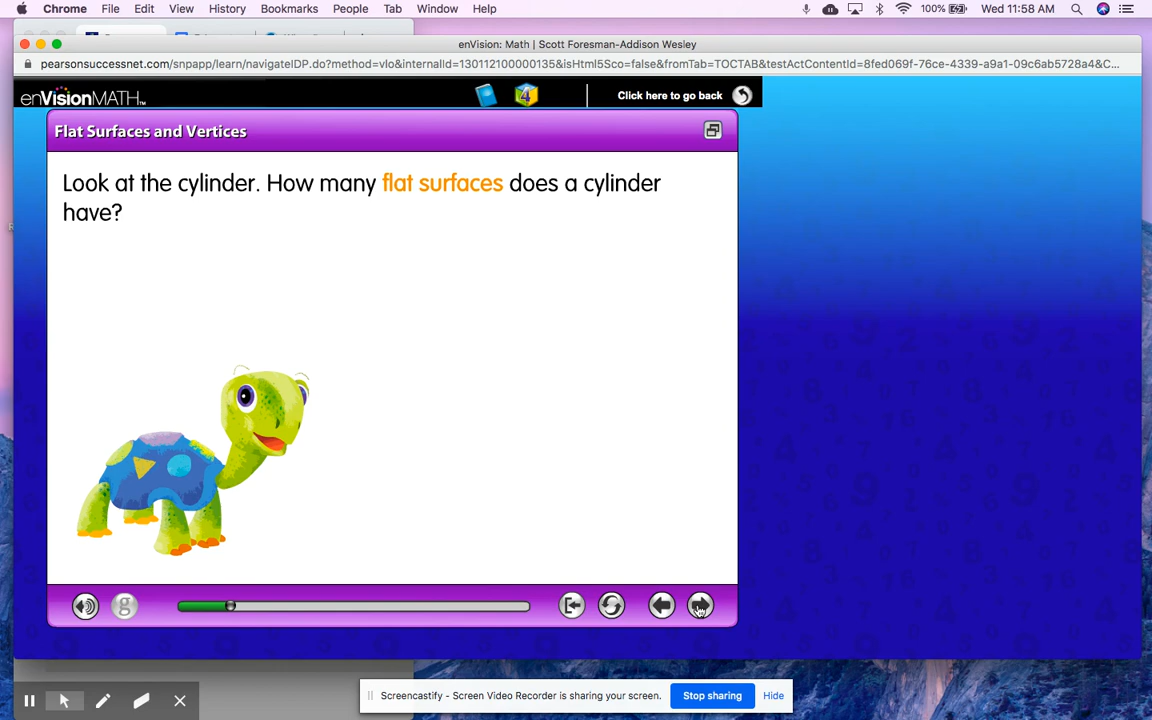 Chrome File Edit View History Bookmarks People Tab Window Help 100% Wed 11:58 AM
enVision: Math | Scott Foresman-Addison Wesley
pearsonsuccessnet.com/snpapp/learn/navigateIDP.do?method=vlo&internalId=130112100000135&isHtml5Sco=false&fromTab=TOCTAB&testActContentId=8fed069f-76ce-4339-a9a1-09c6ab5728a4&C...
enVisionMATH™ 4 Click here to go back
Flat Surfaces and Vertices
Look at the cylinder. How many flat surfaces does a cylinder
have?
g
Screencastify - Screen Video Recorder is sharing your screen. Stop sharing Hide